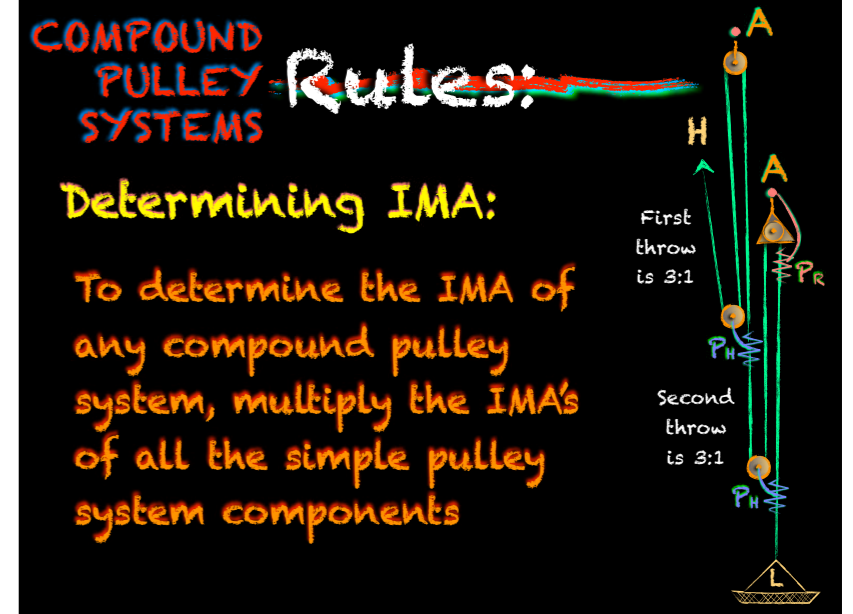 COMPOUND
PULLEY
SYSTEMS
Rules:
Determining IMA:
To determine the IMA of
any compound pulley
system, multiply the IMA's
of all the simple pulley
system components
A
H
A
First
throw
is 3:1
PR
PH
Second
throw
is 3:1
PH
L